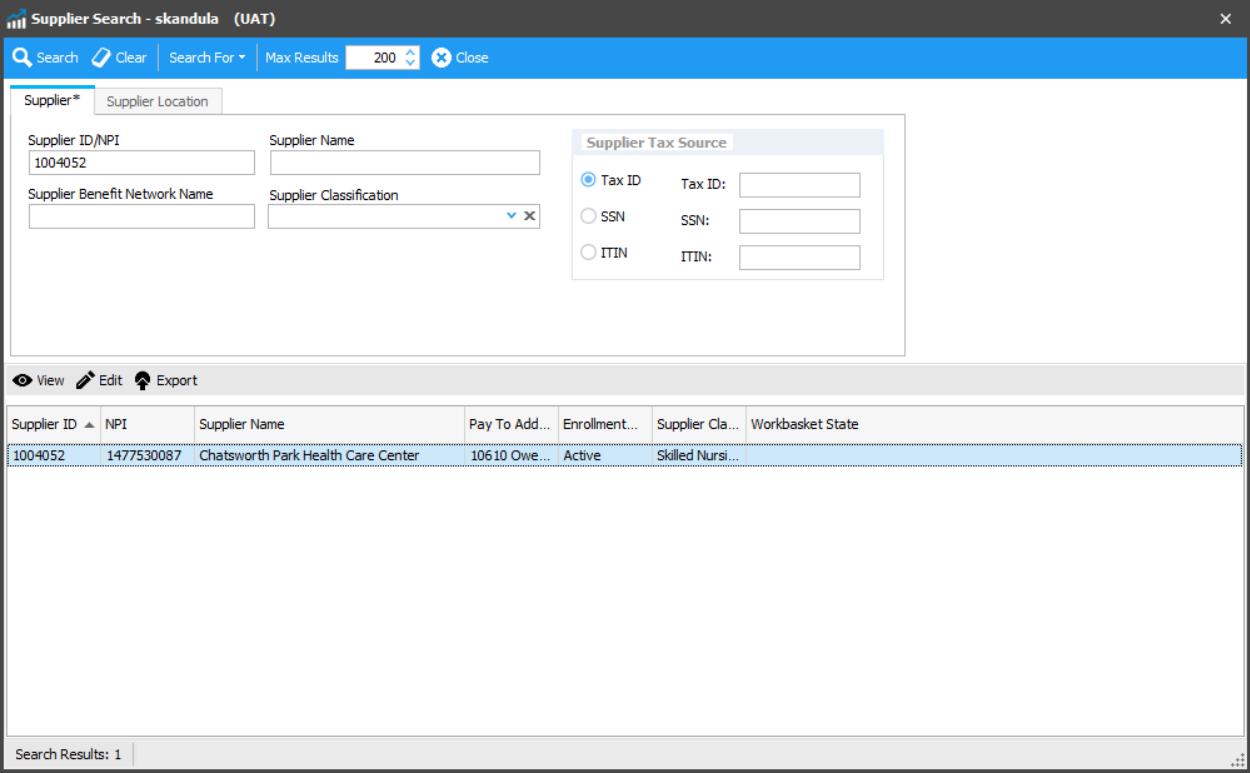 Supplier Search - skandula (UAT)
Search Clear Search For Max Results 200 Close
Supplier* Supplier Location
Supplier ID/NPI Supplier Name Supplier Tax Source
1004052
Tax ID Tax ID:
Supplier Benefit Network Name Supplier Classification
SSN SSN:
ITIN ITIN:
View Edit Export
Supplier ID NPI Supplier Name Pay To Add... Enrollment... Supplier Cla... Workbasket State
1004052 1477530087 Chatsworth Park Health Care Center 10610 Owe... Active Skilled Nursi...
Search Results: 1